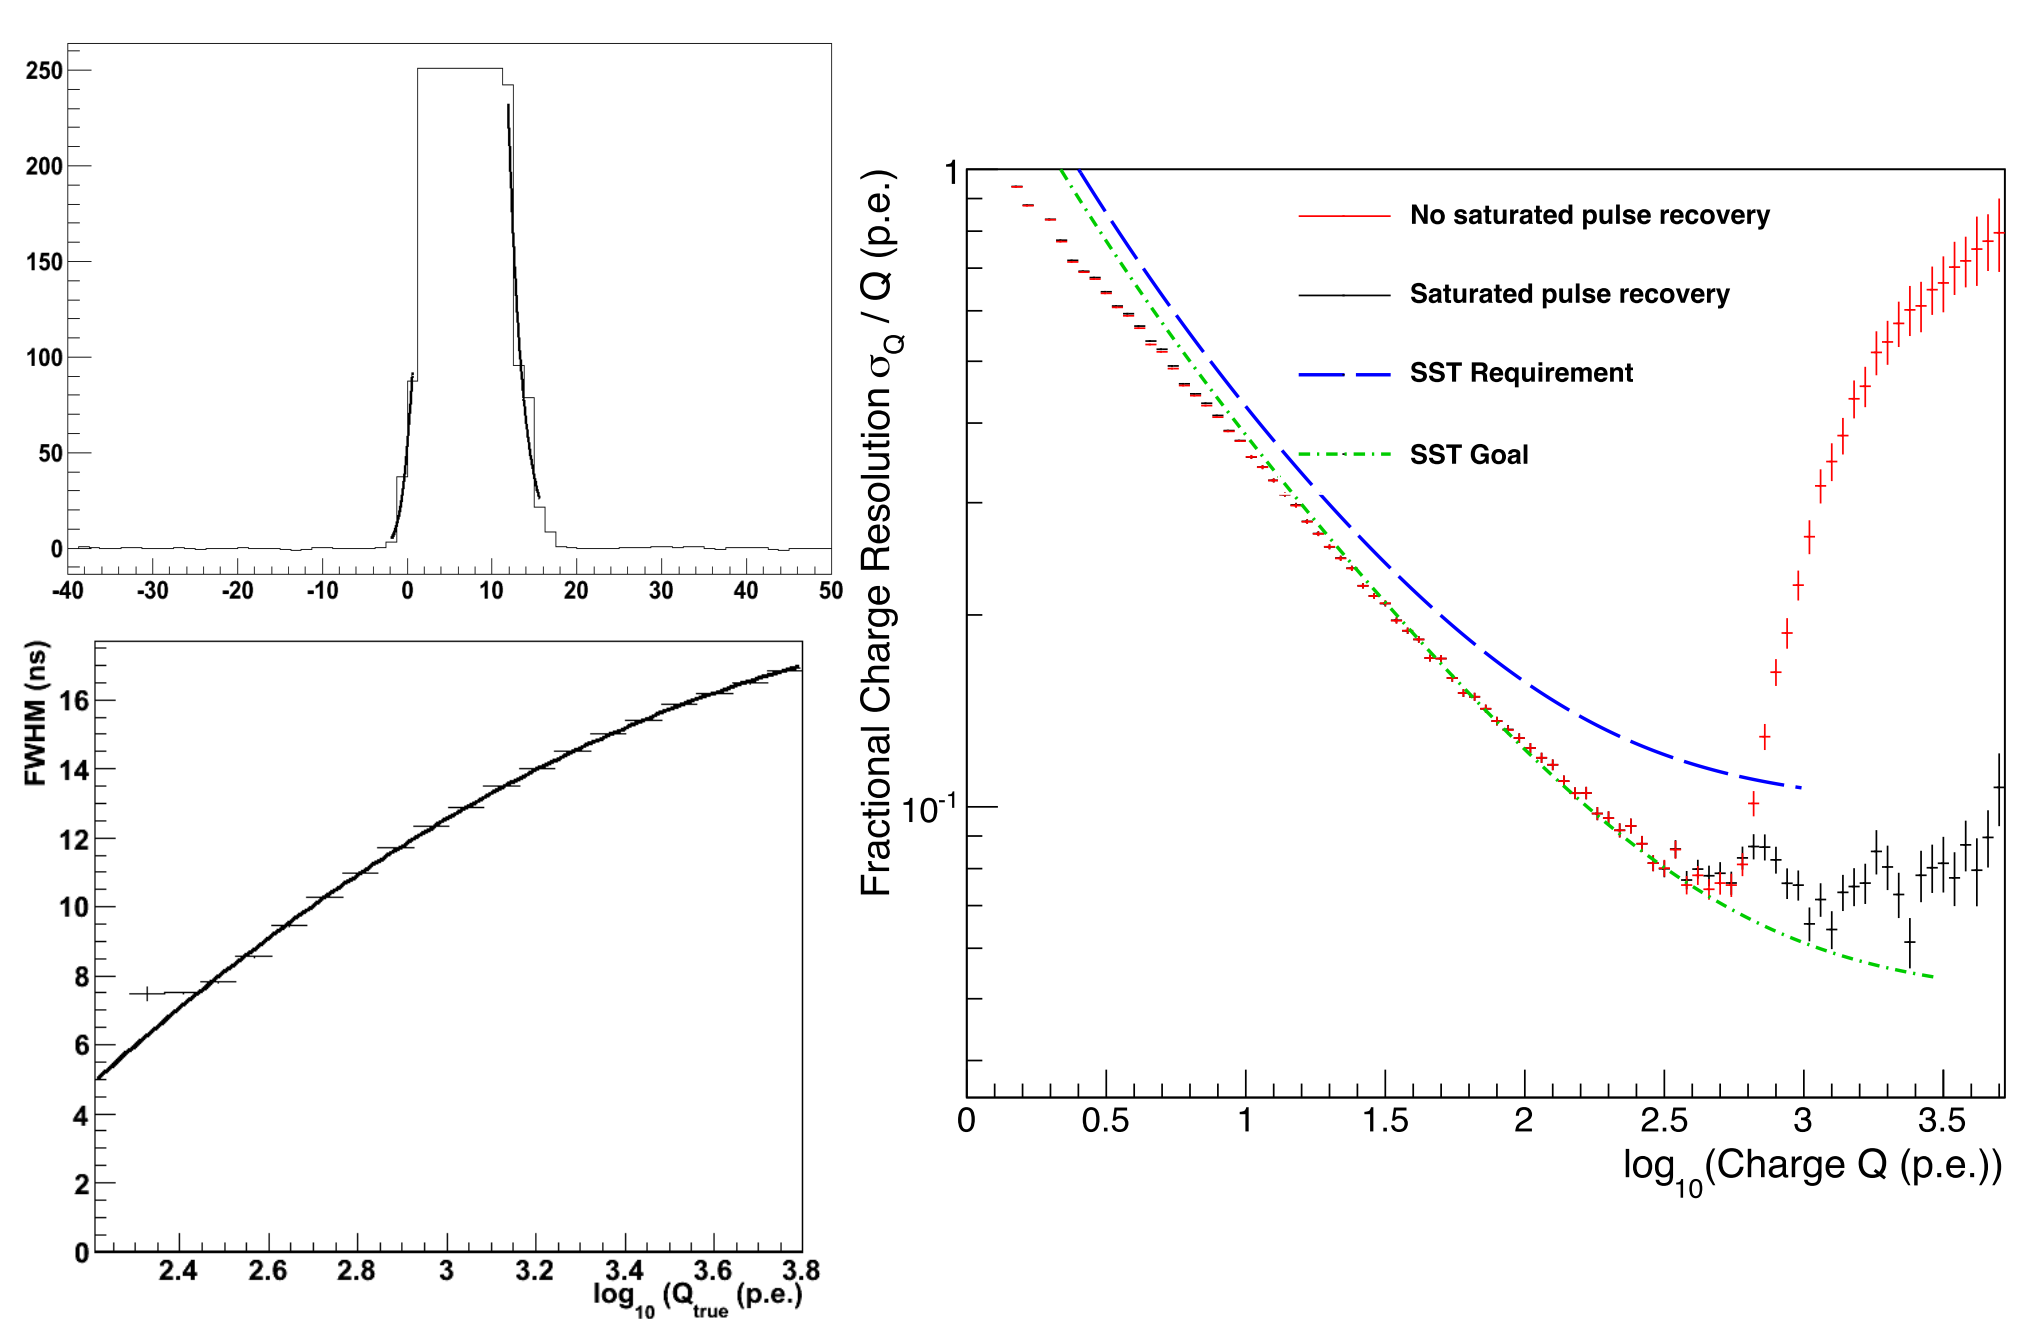 250
200
150
100
50
0
-40 -30 -20 -10 0 10 20 30 40 50
FWHM (ns)
16
14
12
10
8
6
4
2
0
2.4 2.6 2.8 3 3.2 3.4 3.6 3.8
log10 (Qtrue (p.e.)
Fractional Charge Resolution σQ / Q (p.e.)
1
10-1
No saturated pulse recovery
Saturated pulse recovery
SST Requirement
SST Goal
0 0.5 1 1.5 2 2.5 3 3.5
log10(Charge Q (p.e.))